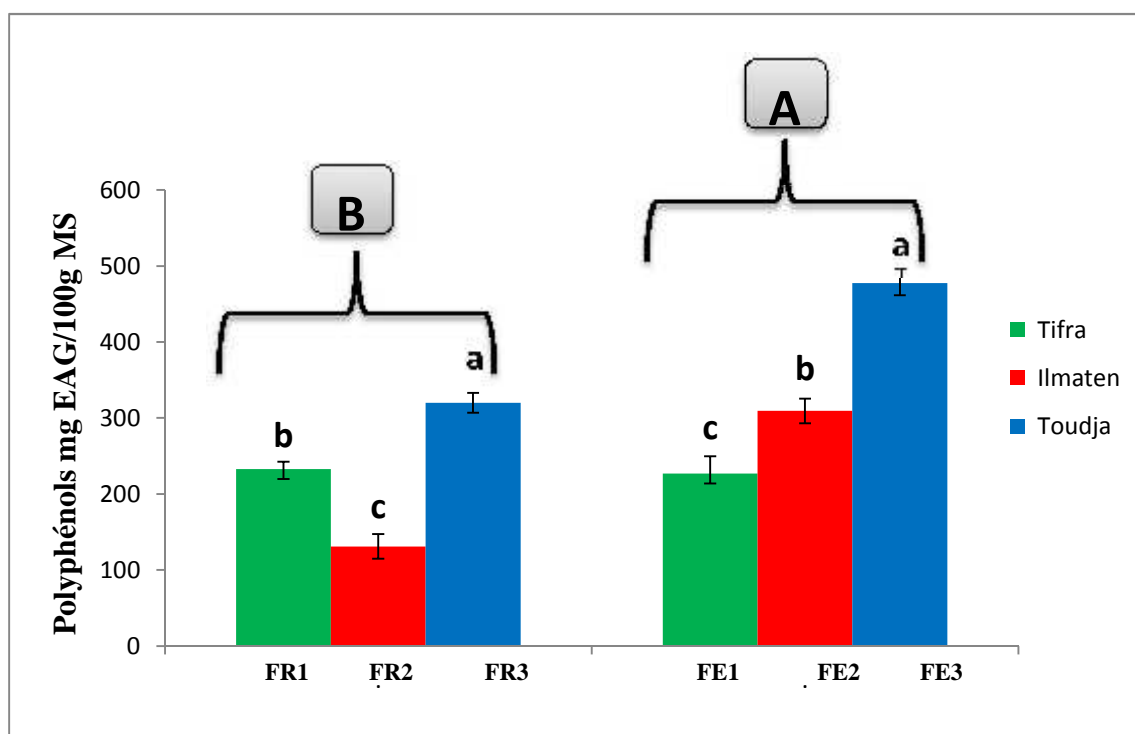 A
B
Polyphénols mg EAG/100g MS
600
500
400
300
200
100
0
b
c
a
c
b
a
FR1 FR2 FR3 FE1 FE2 FE3
Tifra
Ilmaten
Toudja